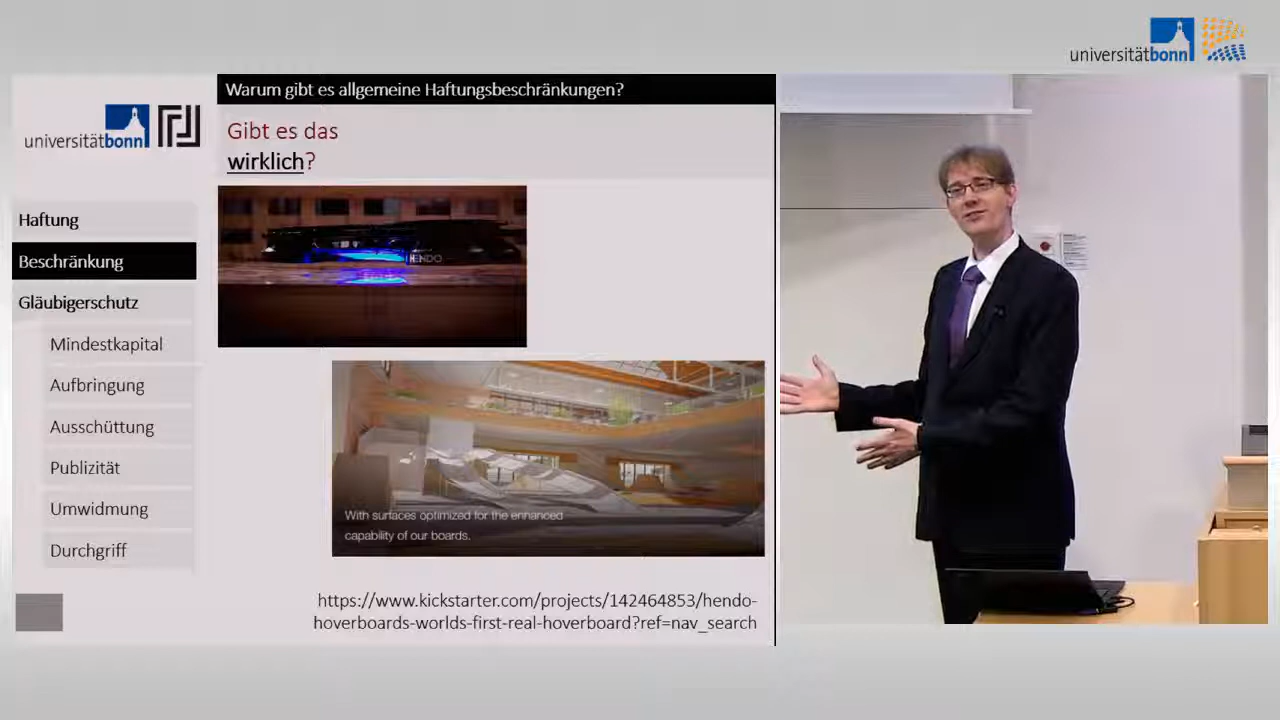 universitätbonn
universitätbonn
Warum gibt es allgemeine Haftungsbeschränkungen?
Gibt es das
wirklich?
Haftung
Beschränkung
Gläubigerschutz
Mindestkapital
Aufbringung
Ausschüttung
Publizität
Umwidmung
Durchgriff
HENDO
With surfaces optimized for the enhanced
capability of our boards.
https://www.kickstarter.com/projects/142464853/hendo-
hoverboards-worlds-first-real-hoverboard?ref=nav_search